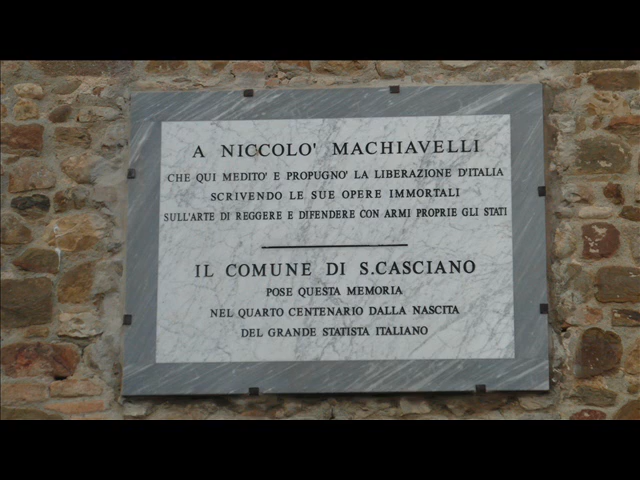 A NICCOLO' MACHIAVELLI
CHE QUI MEDITO' E PROPUGNO' LA LIBERAZIONE D'ITALIA
SCRIVENDO LE SUE OPERE IMMORTALI
SULL'ARTE DI REGGERE E DIFENDERE CON ARMI PROPRIE GLI STATI
IL COMUNE DI S.CASCIANO
POSE QUESTA MEMORIA
NEL QUARTO CENTENARIO DALLA NASCITA
DEL GRANDE STATISTA ITALIANO